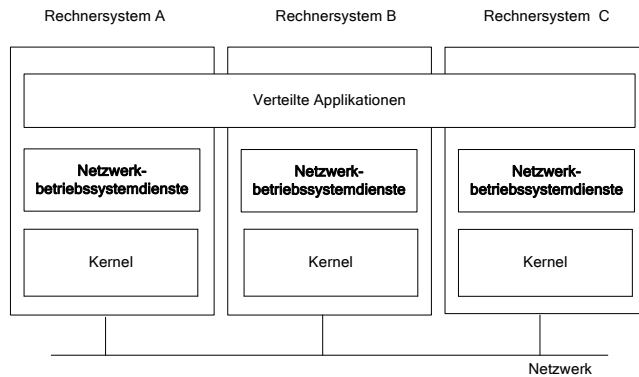 Rechnersystem A
Rechnersystem B
Rechnersystem C
Verteilte Applikationen
Netzwerk-
betriebssystemdienste
Netzwerk-
betriebssystemdienste
Netzwerk-
betriebssystemdienste
Kernel
Kernel
Kernel
Netzwerk